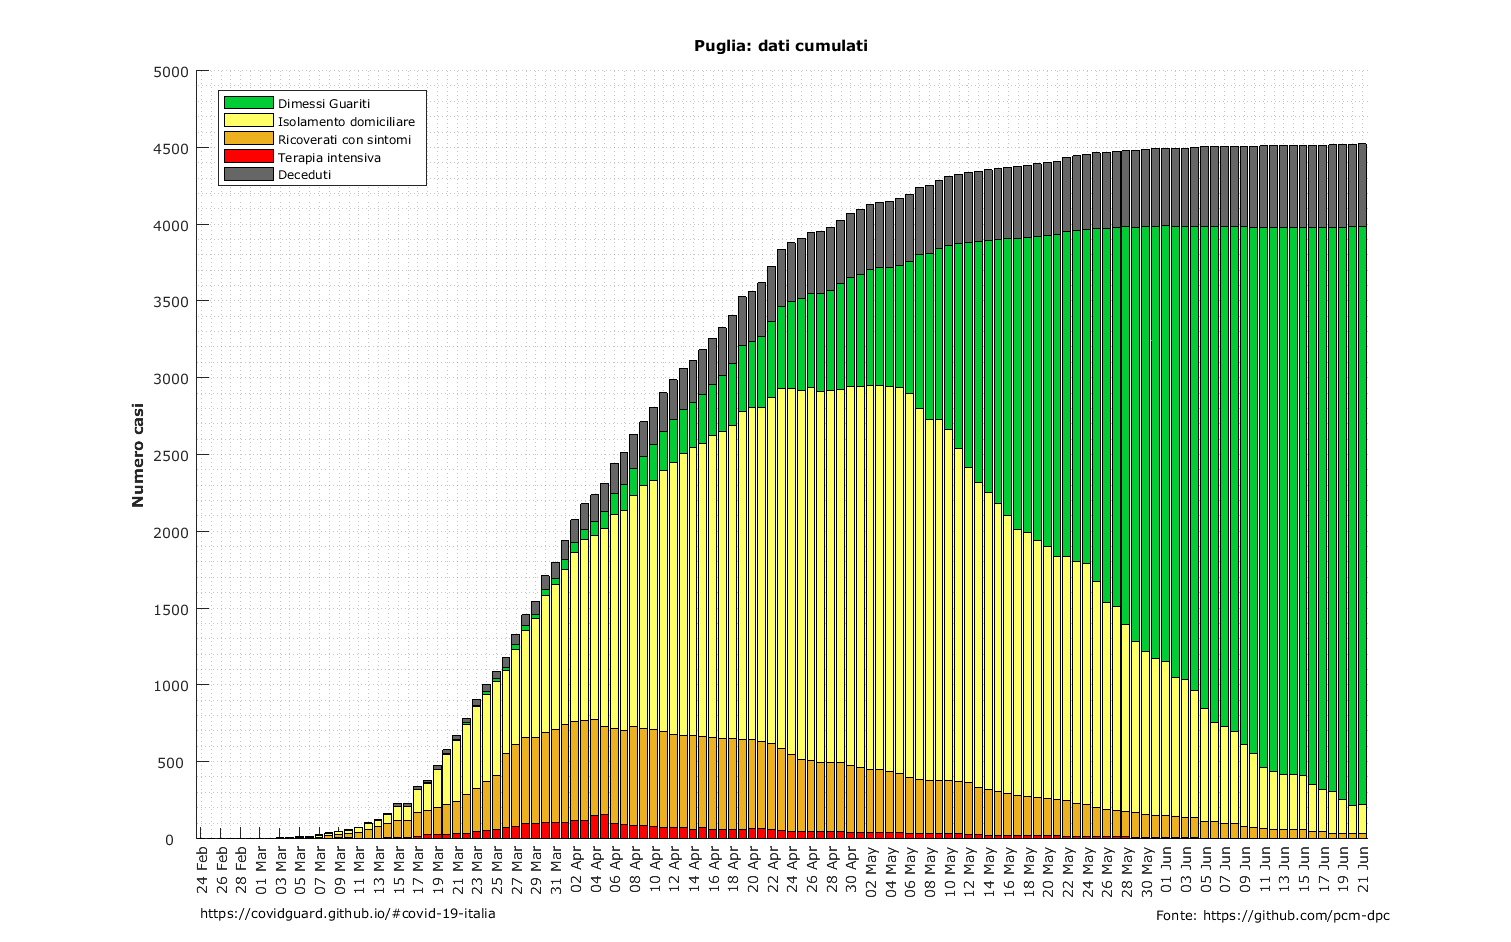 Puglia: dati cumulati
5000
4500
4000
3500
3000
2500
2000
1500
1000
500
0
Numero casi
Dimessi Guariti
Isolamento domiciliare
Ricoverati con sintomi
Terapia intensiva
Deceduti
24 Feb
26 Feb
28 Feb
01 Mar
03 Mar
05 Mar
07 Mar
09 Mar
11 Mar
13 Mar
15 Mar
17 Mar
19 Mar
21 Mar
23 Mar
25 Mar
27 Mar
29 Mar
31 Mar
02 Apr
04 Apr
06 Apr
08 Apr
10 Apr
12 Apr
14 Apr
16 Apr
18 Apr
20 Apr
22 Apr
24 Apr
26 Apr
28 Apr
30 Apr
02 May
04 May
06 May
08 May
10 May
12 May
14 May
16 May
18 May
20 May
22 May
24 May
26 May
28 May
30 May
01 Jun
03 Jun
05 Jun
07 Jun
09 Jun
11 Jun
13 Jun
15 Jun
17 Jun
19 Jun
21 Jun
https://covidguard.github.io/#covid-19-italia
Fonte: https://github.com/pcm-dpc